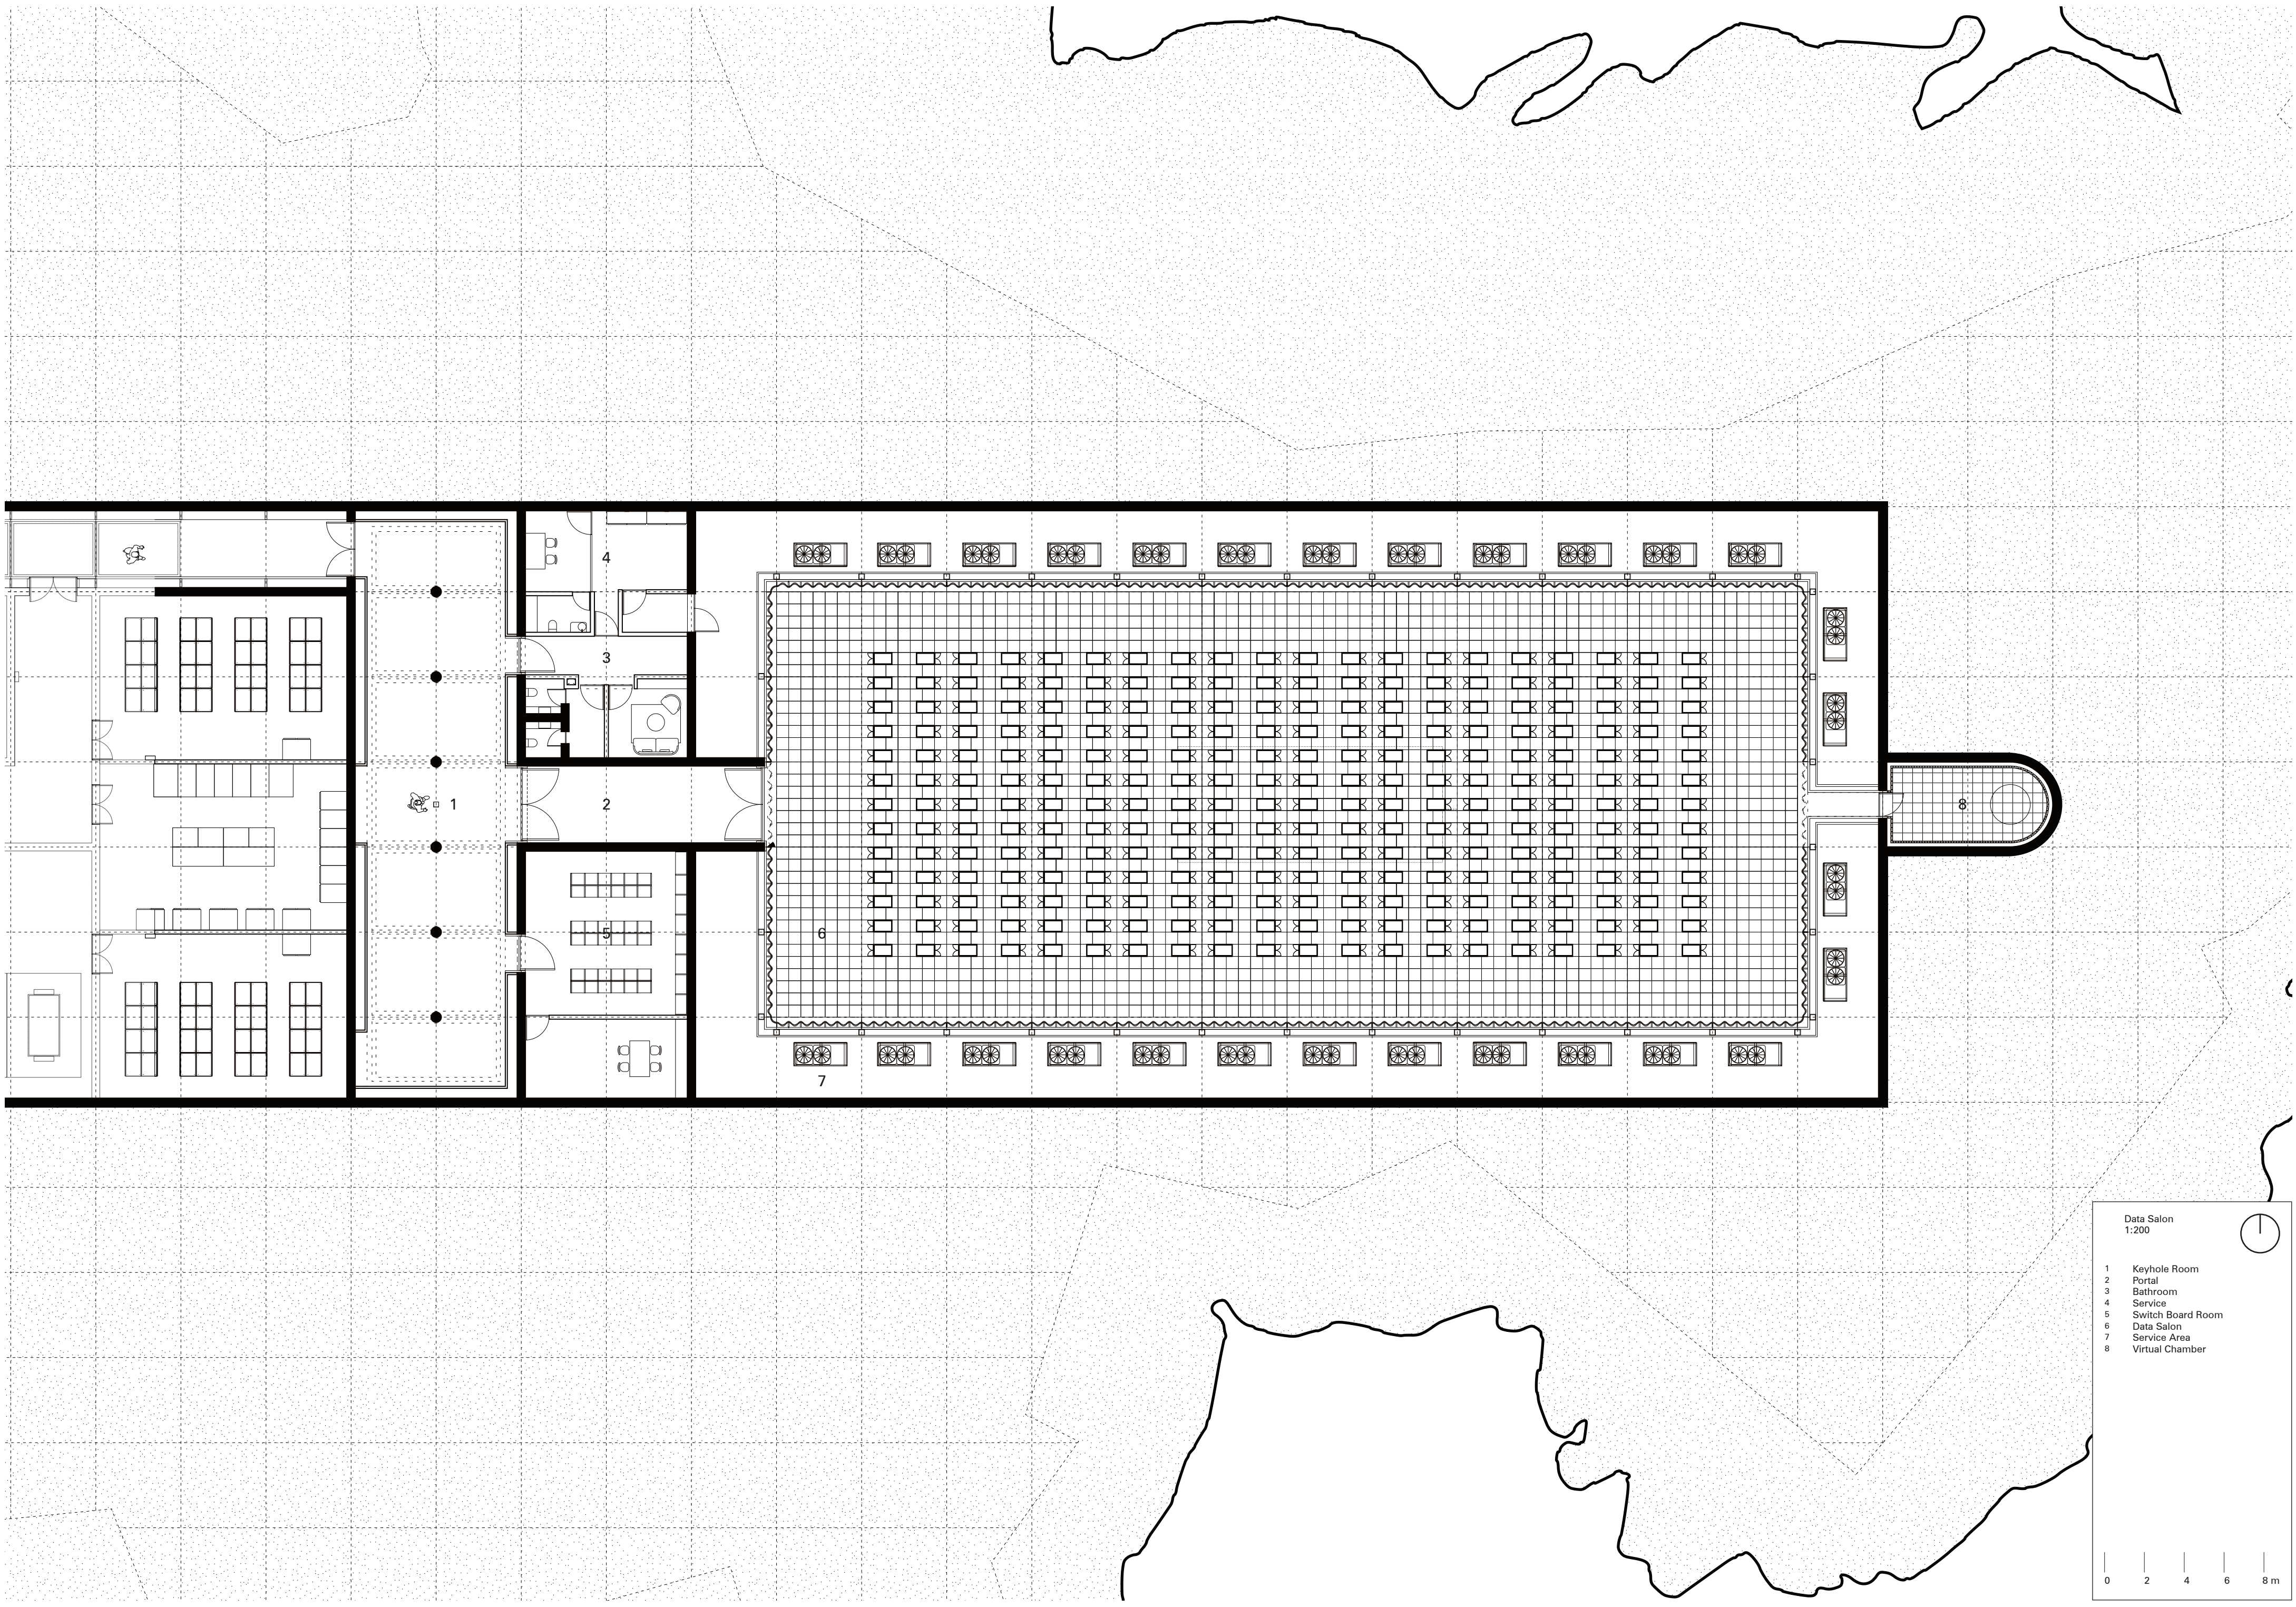 4
3
1
2
8
5
6
7
Data Salon
1:200
1 Keyhole Room
2 Portal
3 Bathroom
4 Service
5 Switch Board Room
6 Data Salon
7 Service Area
8 Virtual Chamber
0 2 4 6 8 m